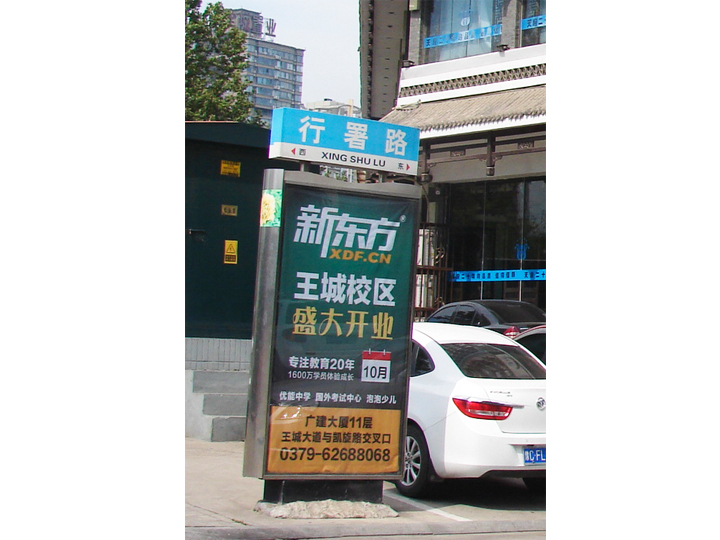 行署路
西 XING SHU LU 东
新东方
XDF.CN
王城校区
盛大开业
专注教育20年
1600万学员体验成长
10月
优能中学 国外考试中心 泡泡少儿
广建大厦11层
王城大道与凯旋路交叉口
0379-62688068
豫C·FL